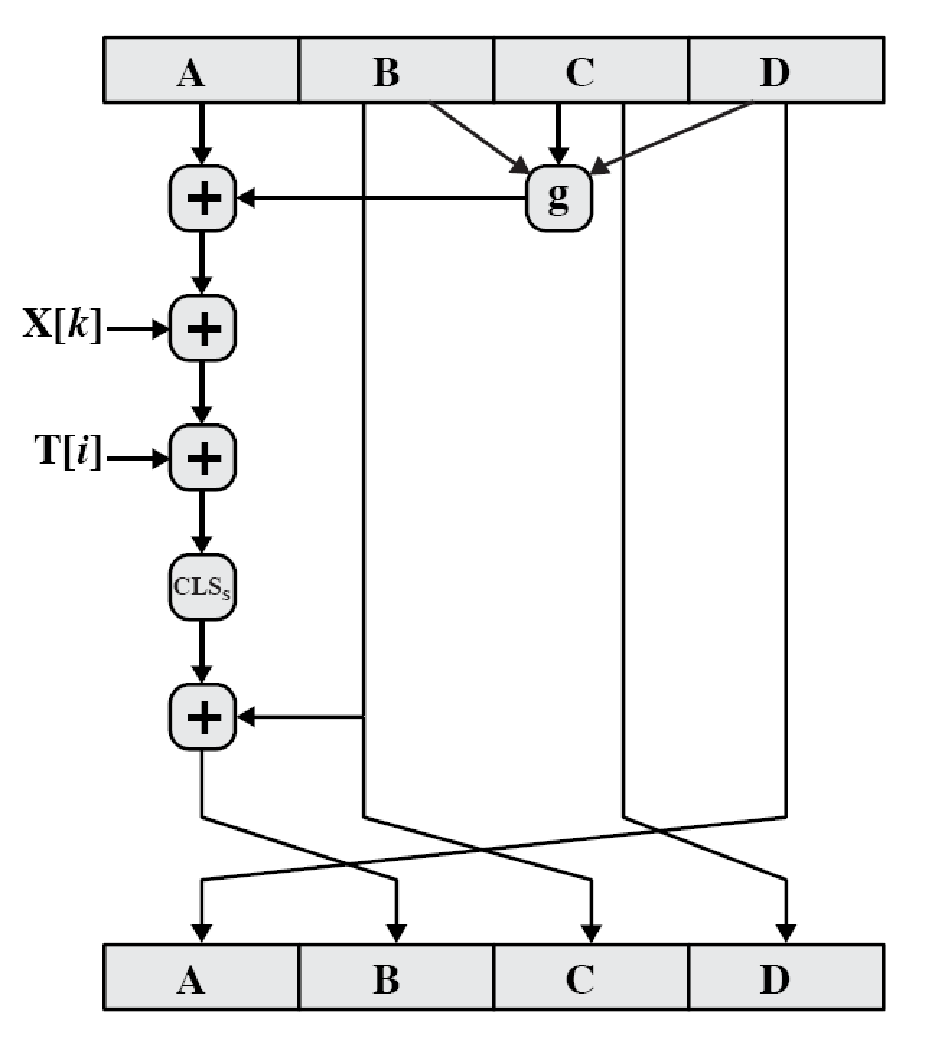 A B C D
+ g
X[k] +
T[i] +
CLSs
+
A B C D